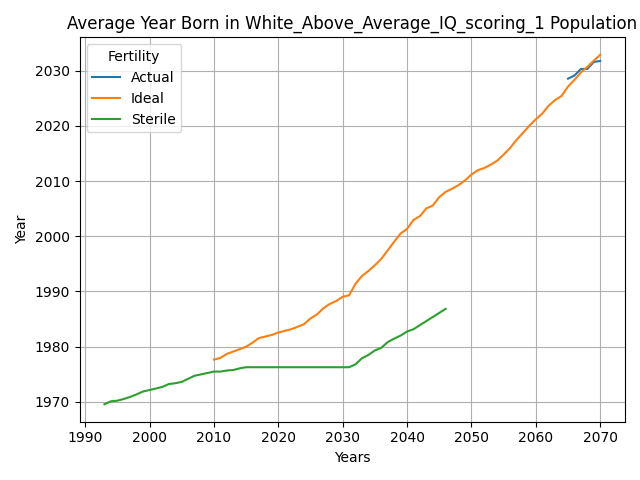 Average Year Born in White_Above_Average_IQ_scoring_1 Population
Fertility
Actual
Ideal
Sterile
Year
2030
2020
2010
2000
1990
1980
1970
1990 2000 2010 2020 2030 2040 2050 2060 2070
Years